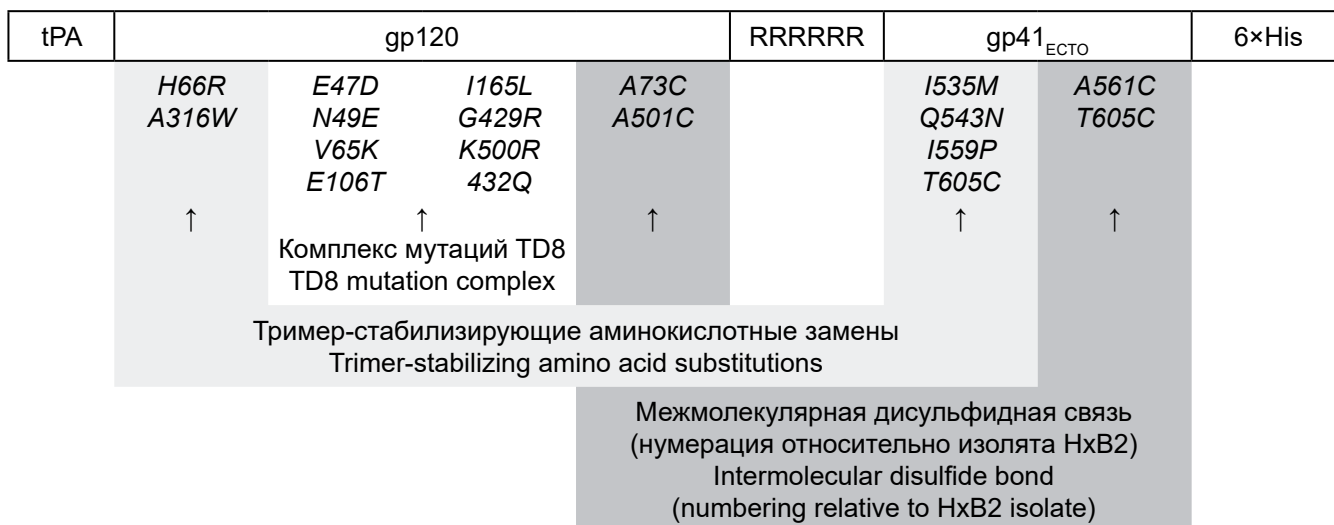 tPA gp120 RRRRRR gp41ECTO 6×His
H66R E47D I165L A73C I535M A561C
A316W N49E G429R A501C Q543N T605C
V65K K500R I559P
E106T 432Q T605C
↑ ↑ ↑ ↑ ↑
Комплекс мутаций TD8
TD8 mutation complex
Тример-стабилизирующие аминокислотные замены
Trimer-stabilizing amino acid substitutions
Межмолекулярная дисульфидная связь
(нумерация относительно изолята HxB2)
Intermolecular disulfide bond
(numbering relative to HxB2 isolate)